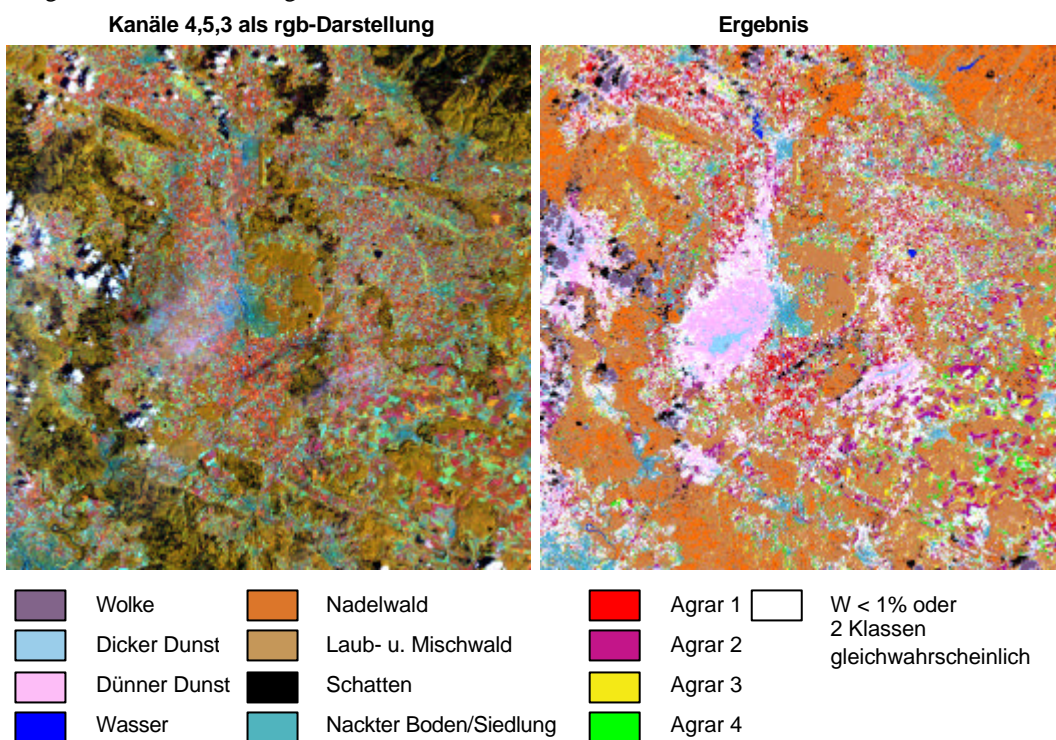 Kanäle 4,5,3 als rgb-Darstellung
Ergebnis
Wolke
Dicker Dunst
Dünner Dunst
Wasser
Nadelwald
Laub- u. Mischwald
Schatten
Nackter Boden/Siedlung
Agrar 1
Agrar 2
Agrar 3
Agrar 4
W < 1% oder
2 Klassen
gleichwahrscheinlich